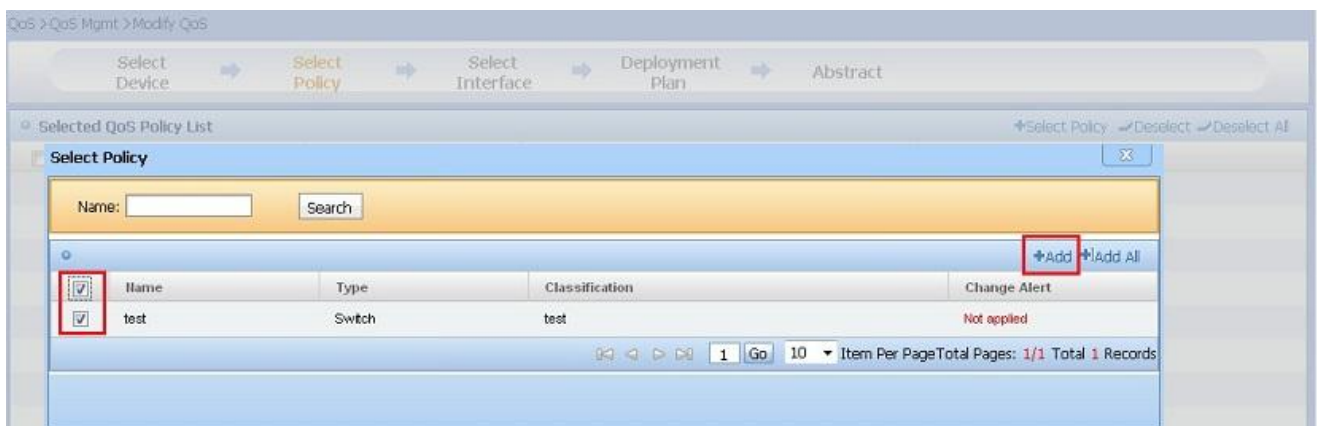 QoS >QoS Mgmt >Modify QoS
Select Device
Select Policy
Select Interface
Deployment Plan
Abstract
Selected QoS Policy List
Select Policy Deselect Deselect All
Select Policy
Name: Search
Add Add All
Name Type Classification Change Alert
test Switch test Not applied
1 Go 10 Item Per PageTotal Pages: 1/1 Total 1 Records